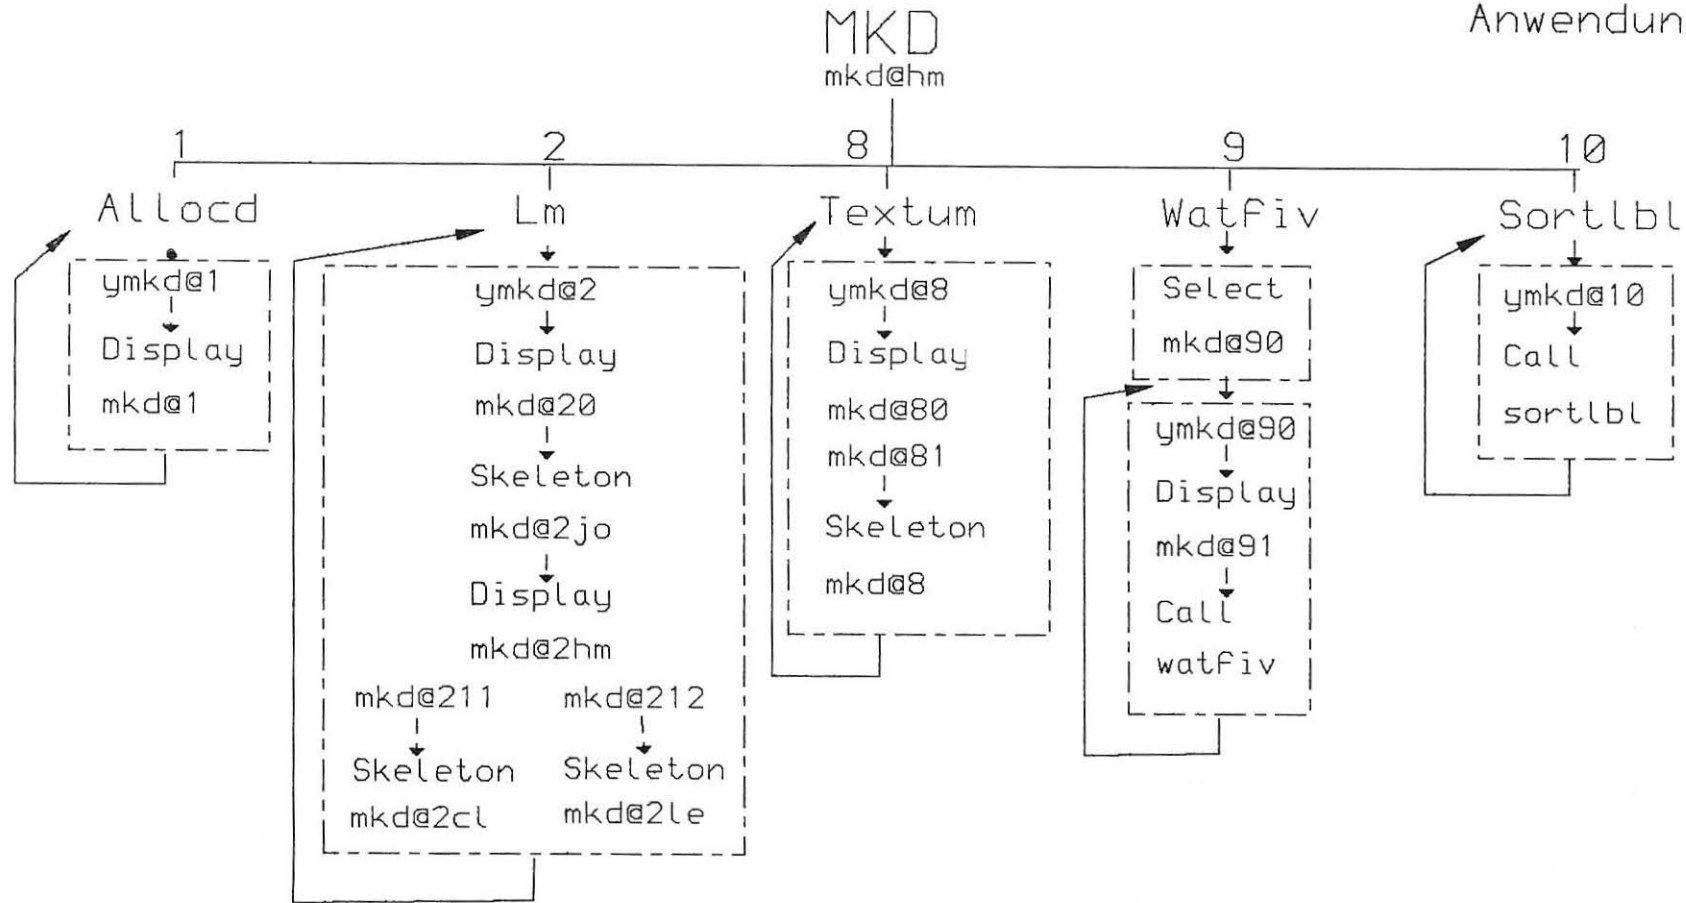 Anwendun
MKD
mkd@hm
1 2 8 9 10
Allocd
ymkd@1
Display
mkd@1
Lm
ymkd@2
Display
mkd@20
Skeleton
mkd@2jo
Display
mkd@2hm
mkd@211
Skeleton
mkd@2cl
mkd@212
Skeleton
mkd@2le
Textum
ymkd@8
Display
mkd@80
mkd@81
Skeleton
mkd@8
Watfiv
Select
mkd@90
ymkd@90
Display
mkd@91
Call
watfiv
Sortlbl
ymkd@10
Call
sortlbl